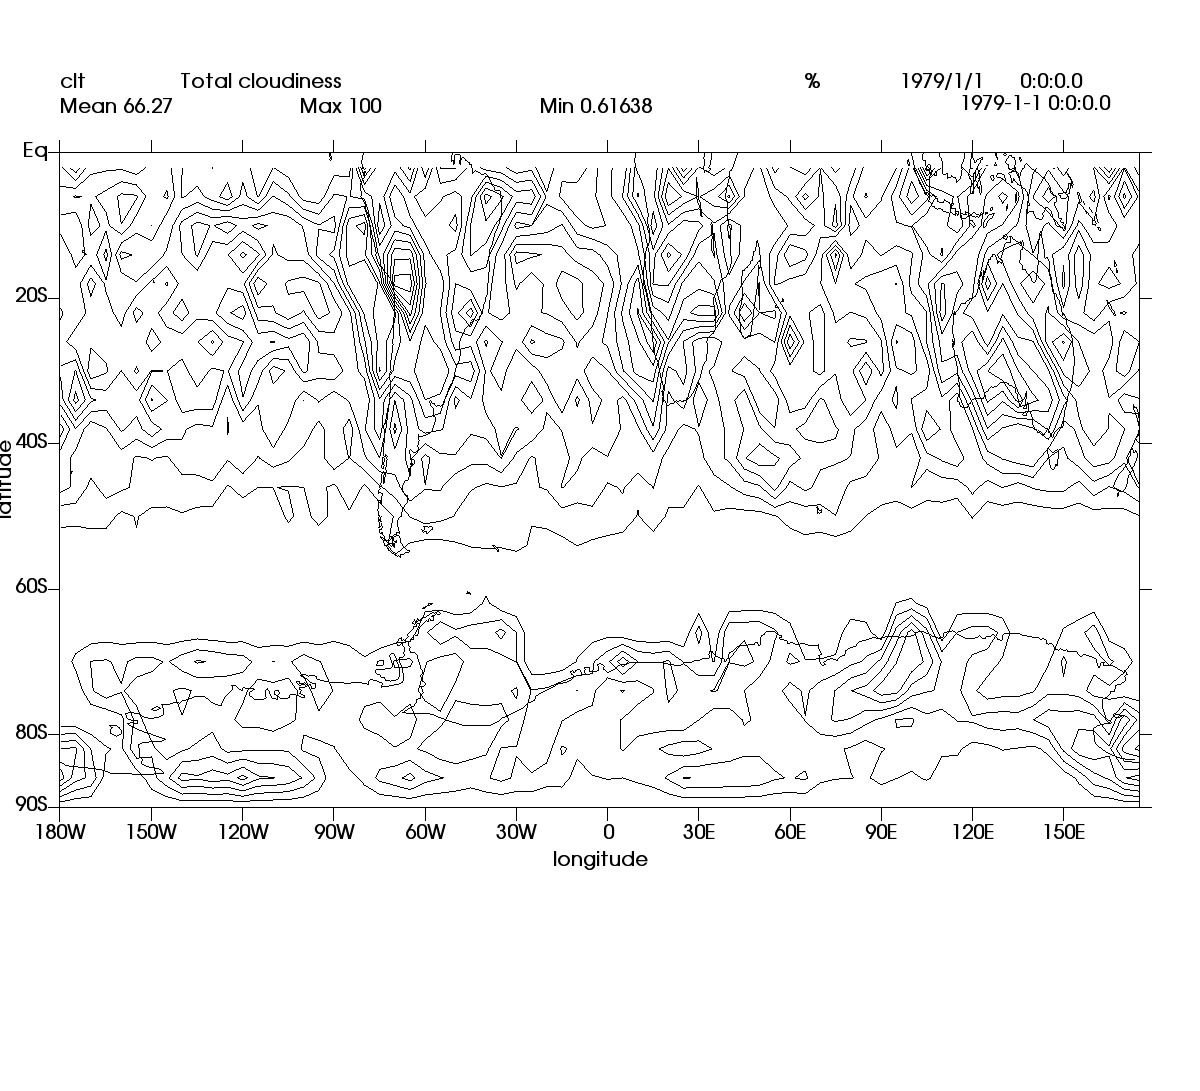 clt Total cloudiness % 1979/1/1 0:0:0.0
Mean 66.27 Max 100 Min 0.61638 1979-1-1 0:0:0.0
Eq
20S
40S
latitude
60S
80S
90S
180W 150W 120W 90W 60W 30W 0 30E 60E 90E 120E 150E
longitude